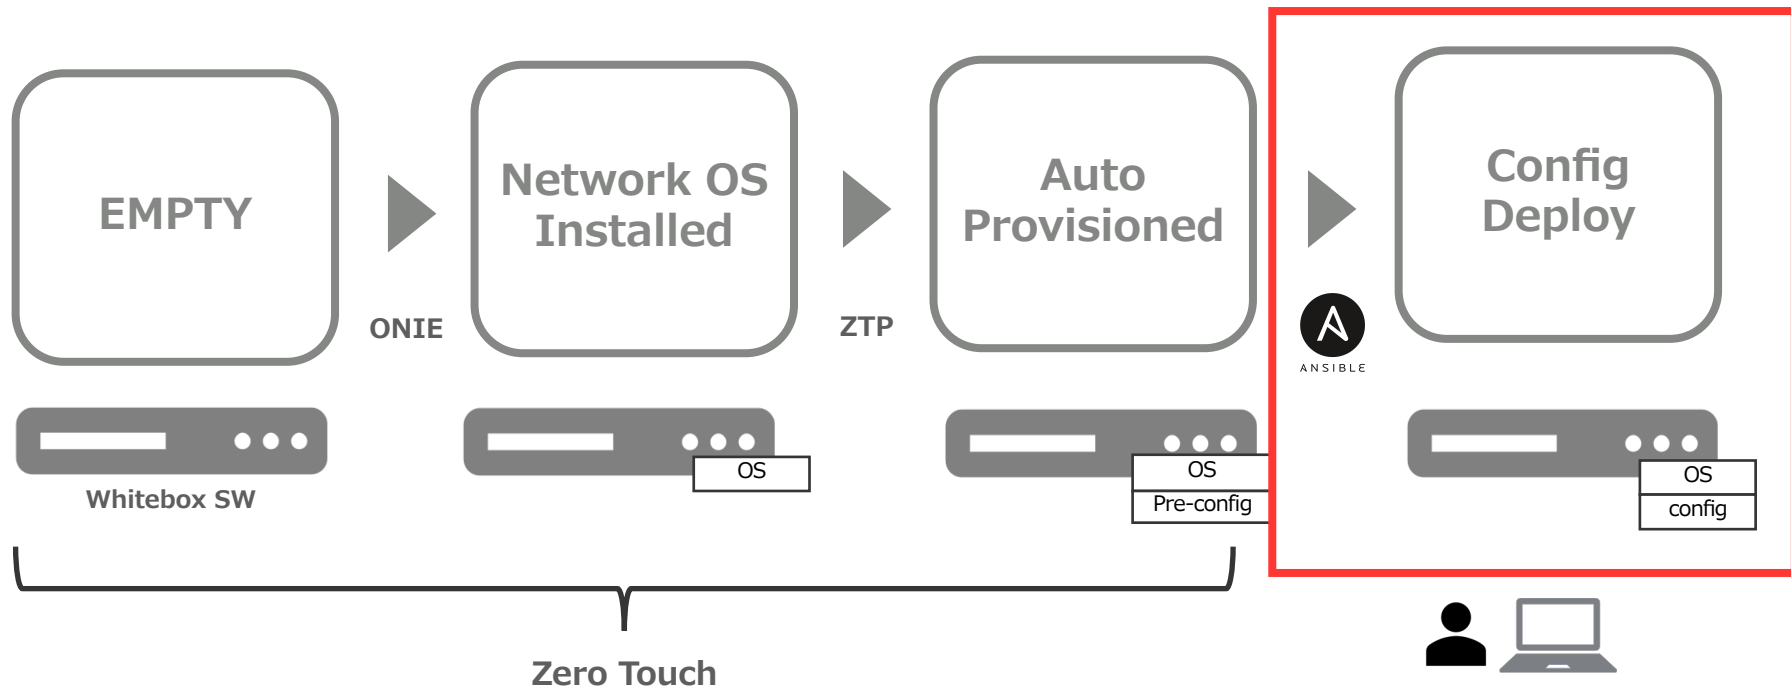 EMPTY
Network OS
Installed
Auto
Provisioned
Config
Deploy
ONIE
ZTP
ANSIBLE
OS
OS
Pre-config
OS
config
Whitebox SW
Zero Touch